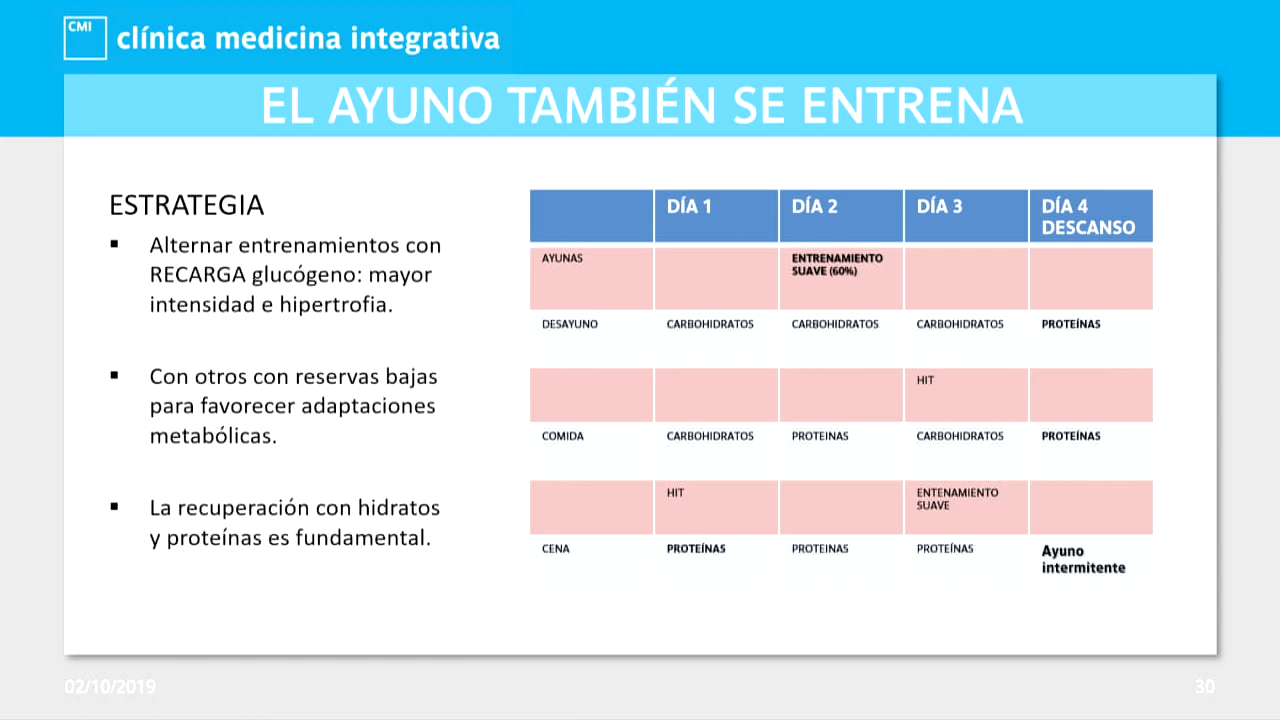 CMI
clínica medicina integrativa
EL AYUNO TAMBIÉN SE ENTRENA
ESTRATEGIA
▪ Alternar entrenamientos con
RECARGA glucógeno: mayor
intensidad e hipertrofia.
▪ Con otros con reservas bajas
para favorecer adaptaciones
metabólicas.
▪ La recuperación con hidratos
y proteínas es fundamental.
DÍA 1 DÍA 2 DÍA 3 DÍA 4
DESCANSO
AYUNAS ENTRENAMIENTO
SUAVE (60%)
DESAYUNO CARBOHIDRATOS CARBOHIDRATOS CARBOHIDRATOS PROTEÍNAS
HIT
COMIDA CARBOHIDRATOS PROTEINAS CARBOHIDRATOS PROTEÍNAS
HIT ENTENAMIENTO
SUAVE
CENA PROTEÍNAS PROTEINAS PROTEÍNAS Ayuno
intermitente
02/10/2019 30